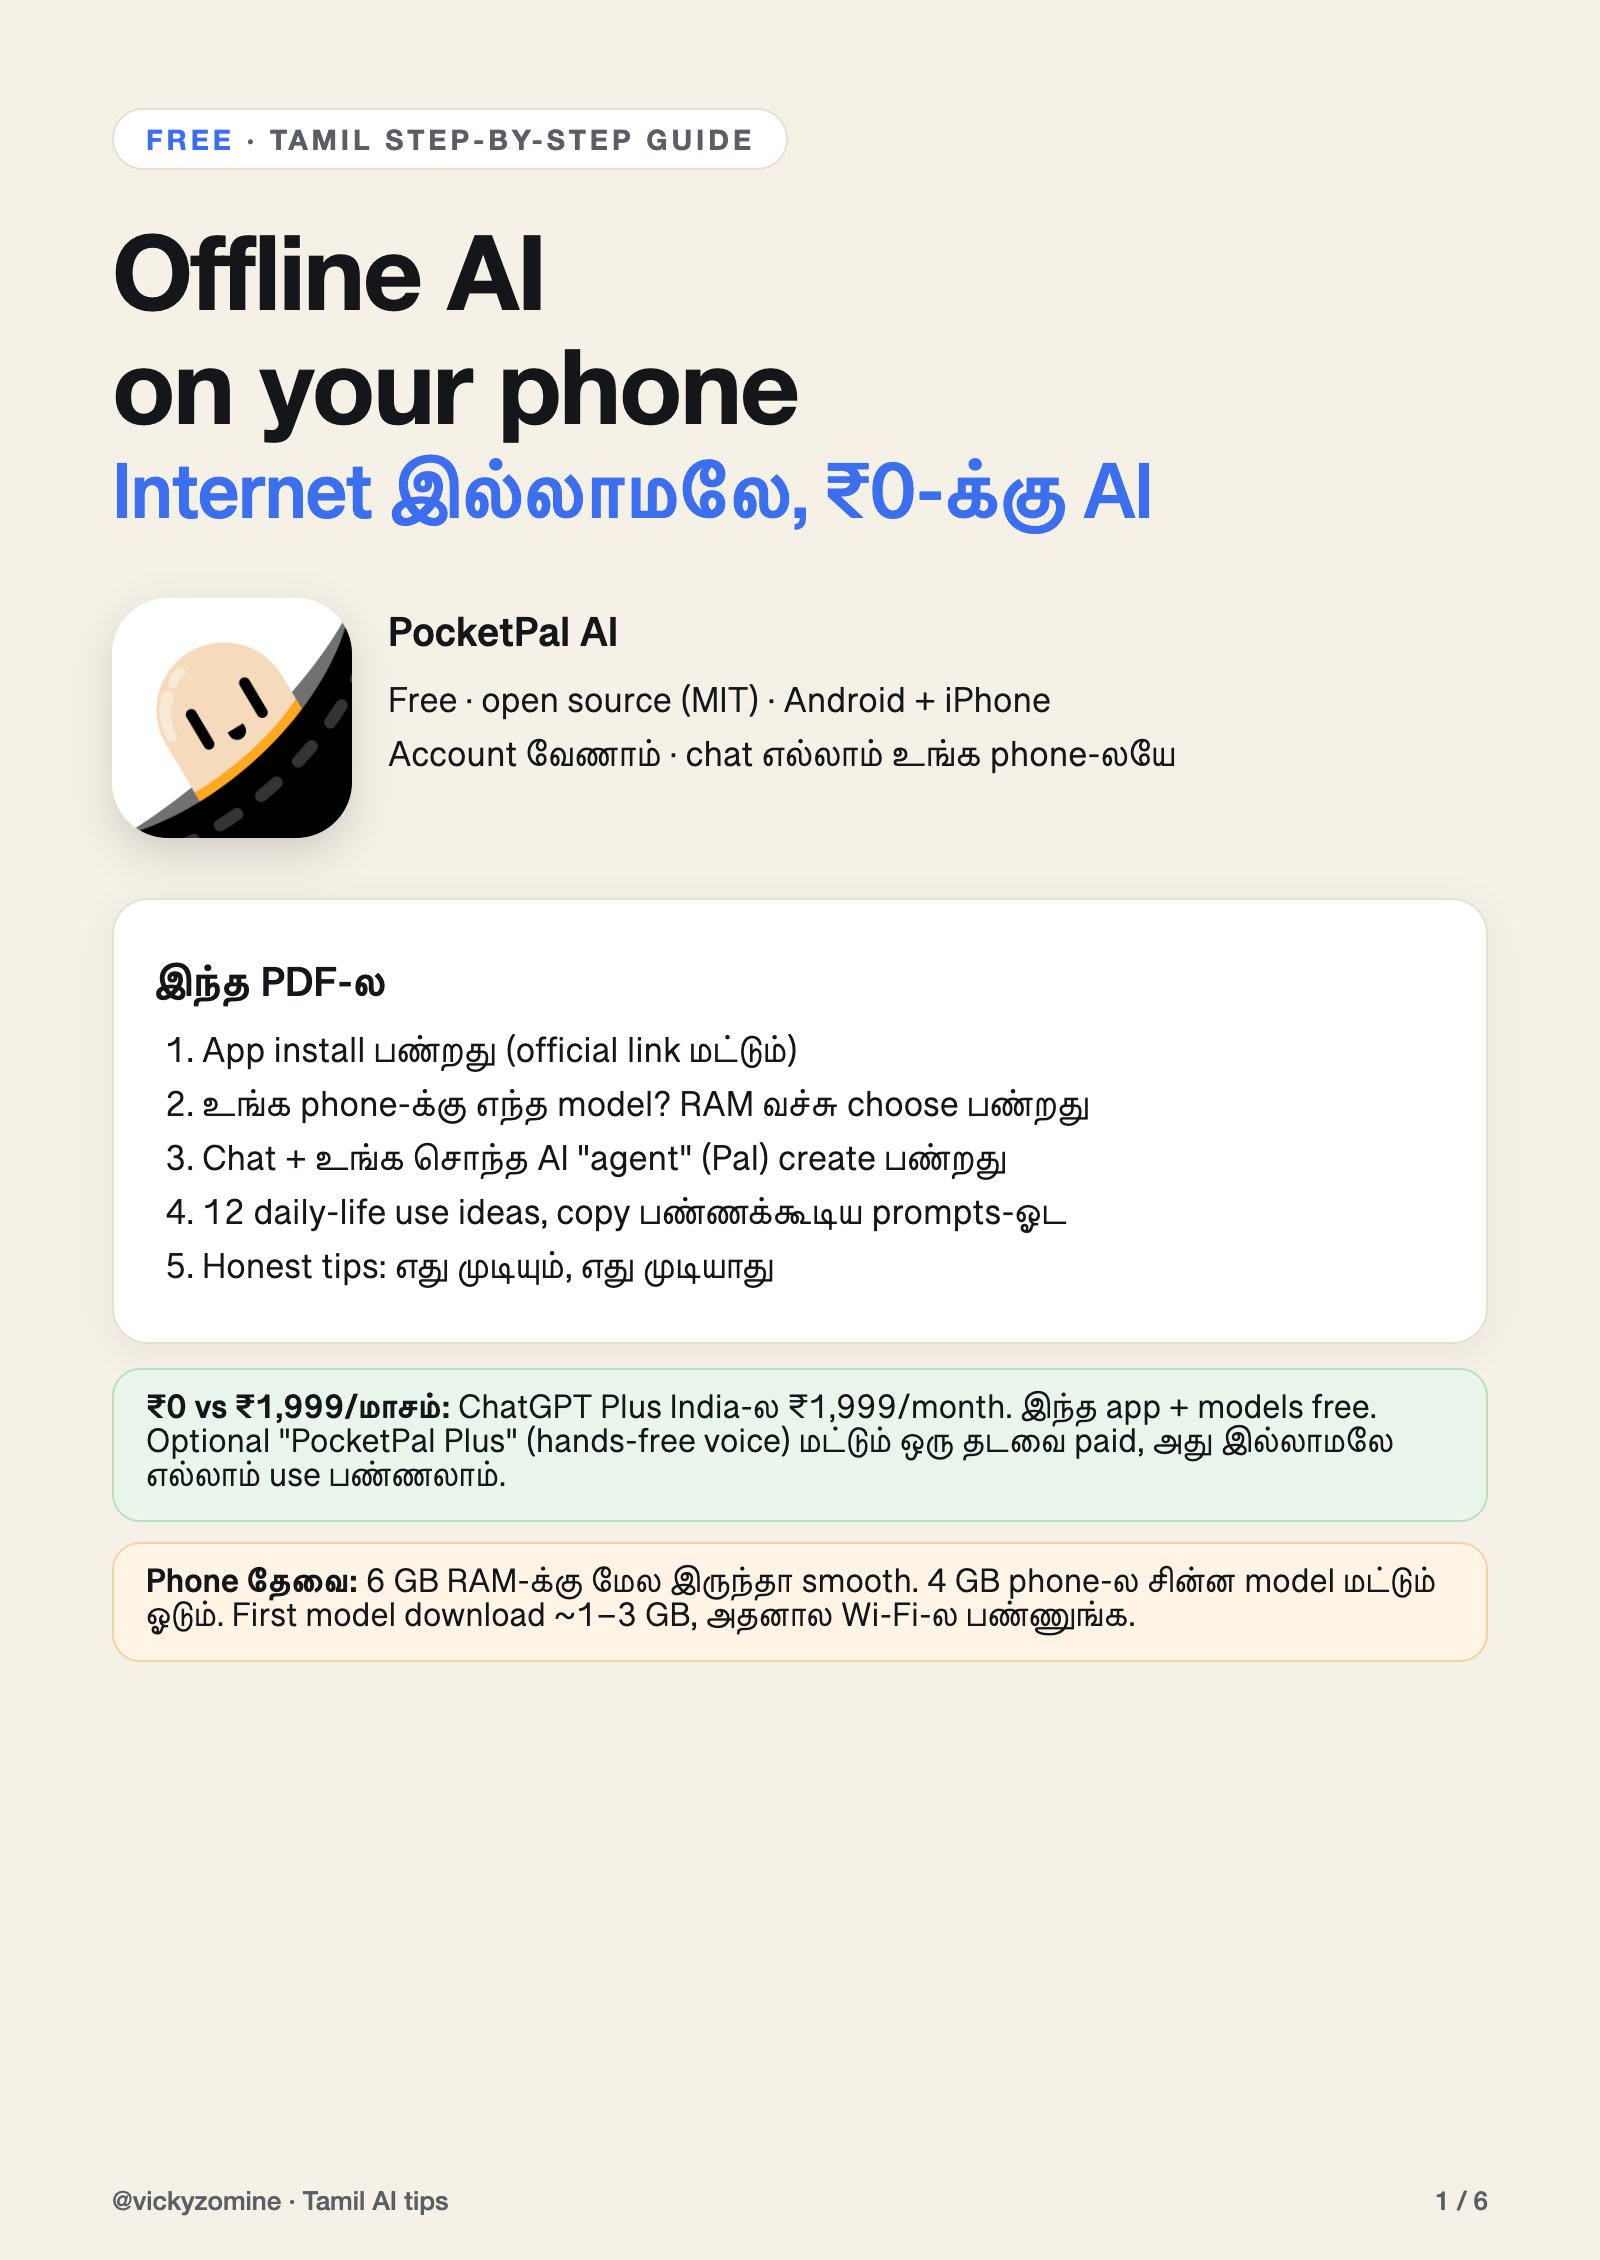 FREE · TAMIL STEP-BY-STEP GUIDE
Offline AI
on your phone
Internet இல்லாமலே, ₹0-க்கு AI
PocketPal AI
Free · open source (MIT) · Android + iPhone
Account வேணாம் · chat எல்லாம் உங்க phone-லயே
இந்த PDF-ல
1. App install பண்றது (official link மட்டும்)
2. உங்க phone-க்கு எந்த model? RAM வச்சு choose பண்றது
3. Chat + உங்க சொந்த AI "agent" (Pal) create பண்றது
4. 12 daily-life use ideas, copy பண்ணக்கூடிய prompts-ஓட
5. Honest tips: எது முடியும், எது முடியாது
₹0 vs ₹1,999/மாசம்: ChatGPT Plus India-ல ₹1,999/month. இந்த app + models free.
Optional "PocketPal Plus" (hands-free voice) மட்டும் ஒரு தடவை paid, அது இல்லாமலே
எல்லாம் use பண்ணலாம்.
Phone தேவை: 6 GB RAM-க்கு மேல இருந்தா smooth. 4 GB phone-ல சின்ன model மட்டும்
ஓடும். First model download ~1–3 GB, அதனால Wi-Fi-ல பண்ணுங்க.
@vickyzomine · Tamil AI tips
1 / 6